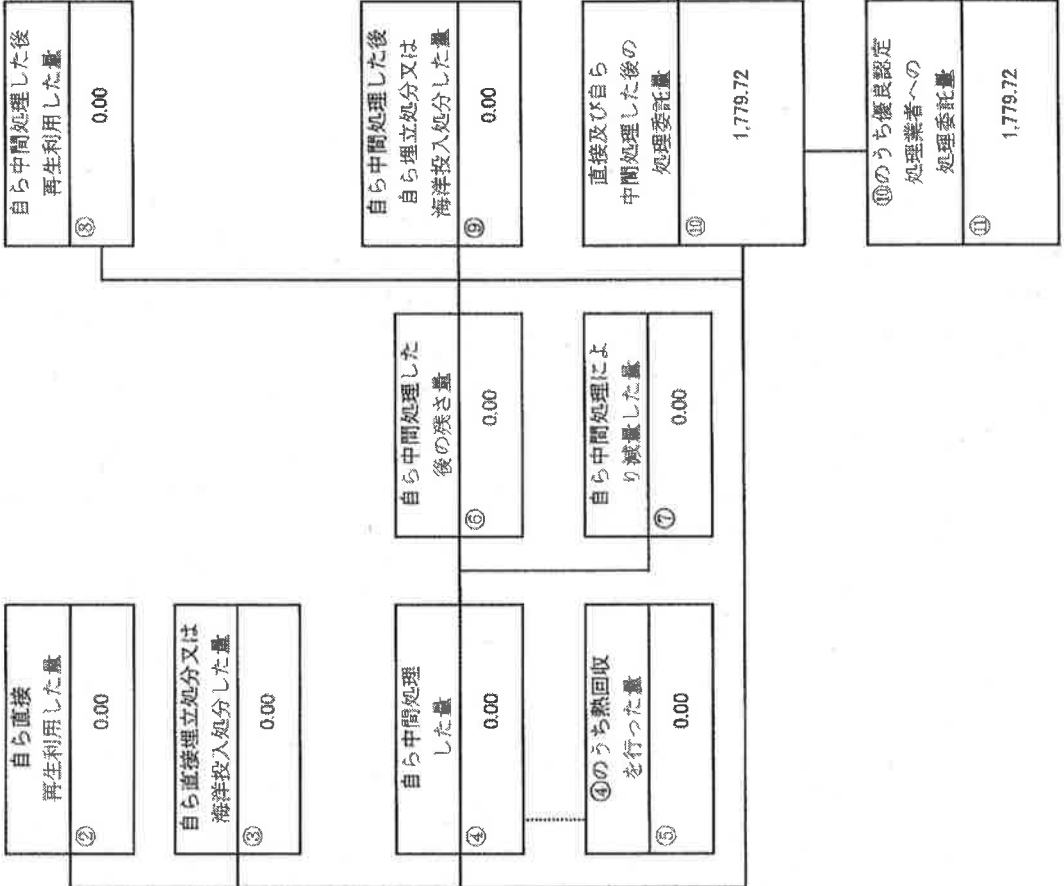 自ら直接
再生利用した量
②
0.00
自ら直接埋立処分又は
海洋投入処分した量
③
0.00
自ら中間処理
した量
④
0.00
④のうち熱回収
を行った量
⑤
0.00
自ら中間処理した
後の残さ量
⑥
0.00
自ら中間処理によ
り減量した量
⑦
0.00
自ら中間処理した後
再生利用した量
⑧
0.00
自ら中間処理した後
自ら埋立処分又は
海洋投入処分した量
⑨
0.00
直接及び自ら
中間処理した後の
処理委託量
⑩
1,779.72
⑩のうち優良認定
処理業者への
処理委託量
⑪
1,779.72